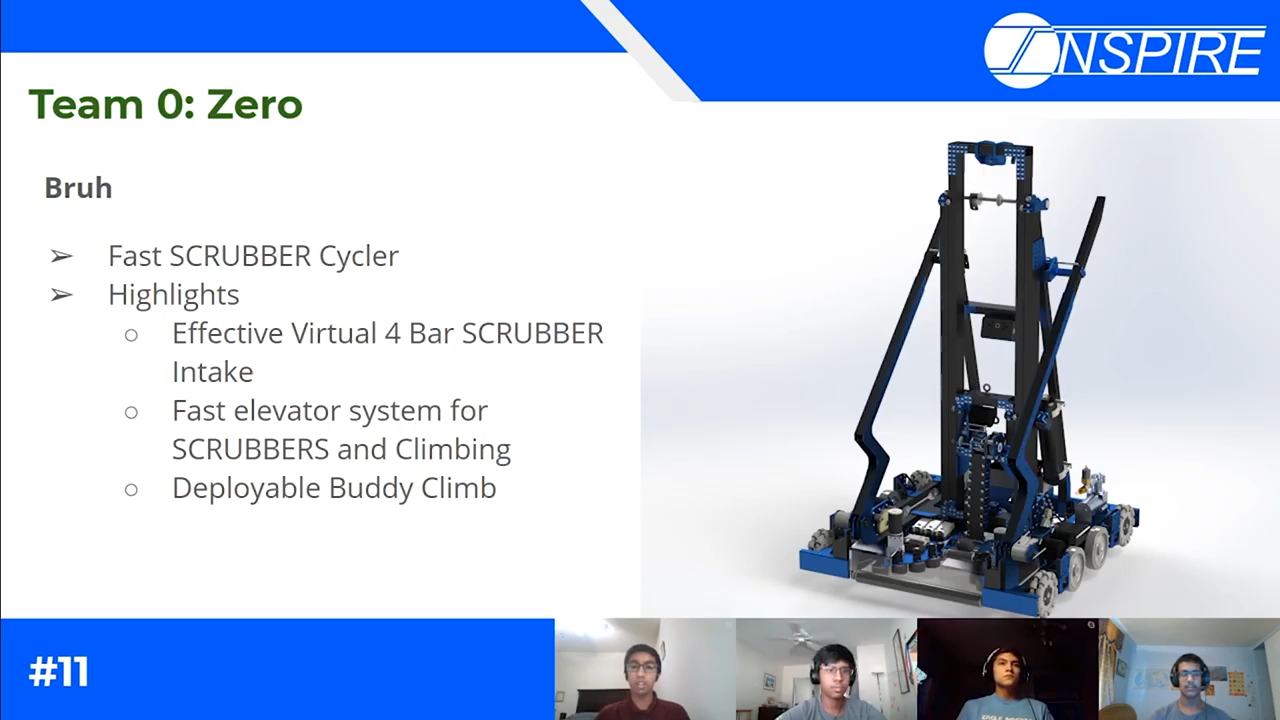 INSPIRE
Team 0: Zero
Bruh
➢ Fast SCRUBBER Cycler
➢ Highlights
○ Effective Virtual 4 Bar SCRUBBER
Intake
○ Fast elevator system for
SCRUBBERS and Climbing
○ Deployable Buddy Climb
#11